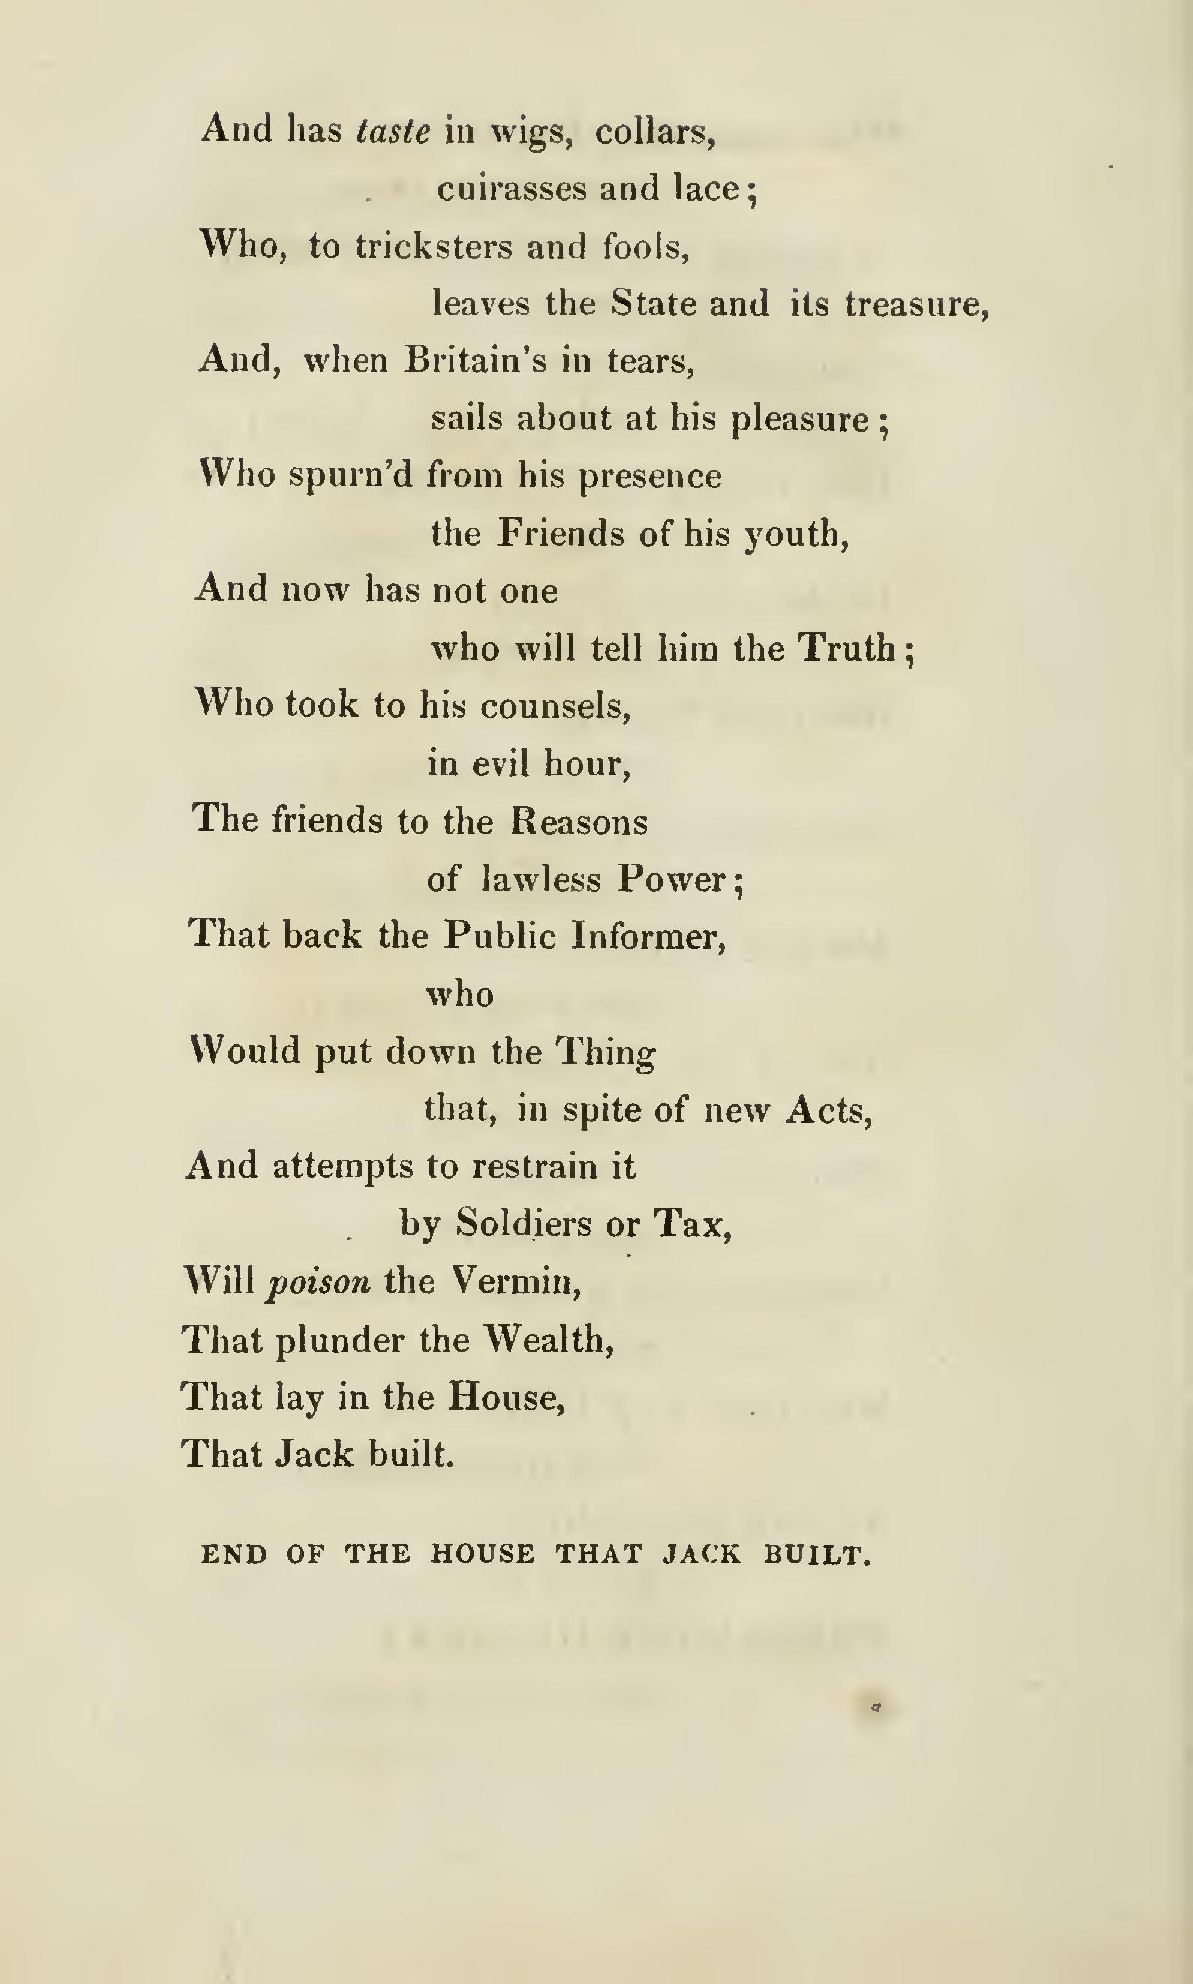 And has taste in wigs, collars,
cuirasses and lace;
Who, to tricksters and fools,
leaves the State and its treasure,
And, when Britain's in tears,
sails about at his pleasure;
Who spurn'd from his presence
the Friends of his youth,
And now has not one
who will tell him the Truth;
Who took to his counsels,
in evil hour,
The friends to the Reasons
of lawless Power;
That back the Public Informer,
who
Would put down the Thing
that, in spite of new Acts,
And attempts to restrain it
by Soldiers or Tax,
Will poison the Vermin,
That plunder the Wealth,
That lay in the House,
That Jack built.
END OF THE HOUSE THAT JACK BUILT.